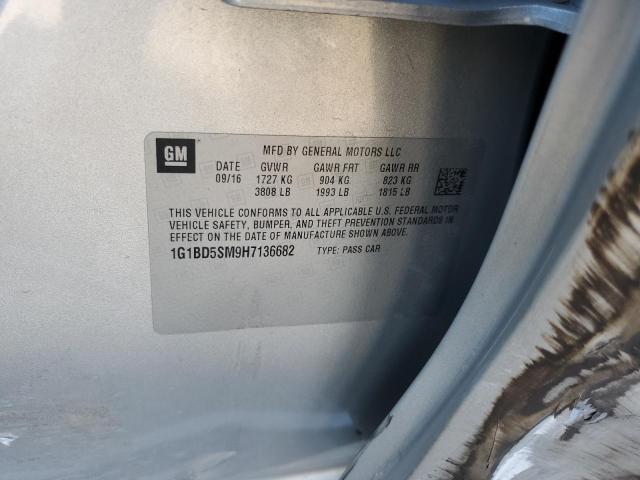 GM
MFD BY GENERAL MOTORS LLC
DATE GVWR GAWR FRT GAWR RR
09/16 1727 KG 904 KG 823 KG
3808 LB 1993 LB 1815 LB
THIS VEHICLE CONFORMS TO ALL APPLICABLE U.S. FEDERAL MOTOR
VEHICLE SAFETY, BUMPER, AND THEFT PREVENTION STANDARDS IN
EFFECT ON THE DATE OF MANUFACTURE SHOWN ABOVE.
1G1BD5SM9H7136682 TYPE: PASS CAR